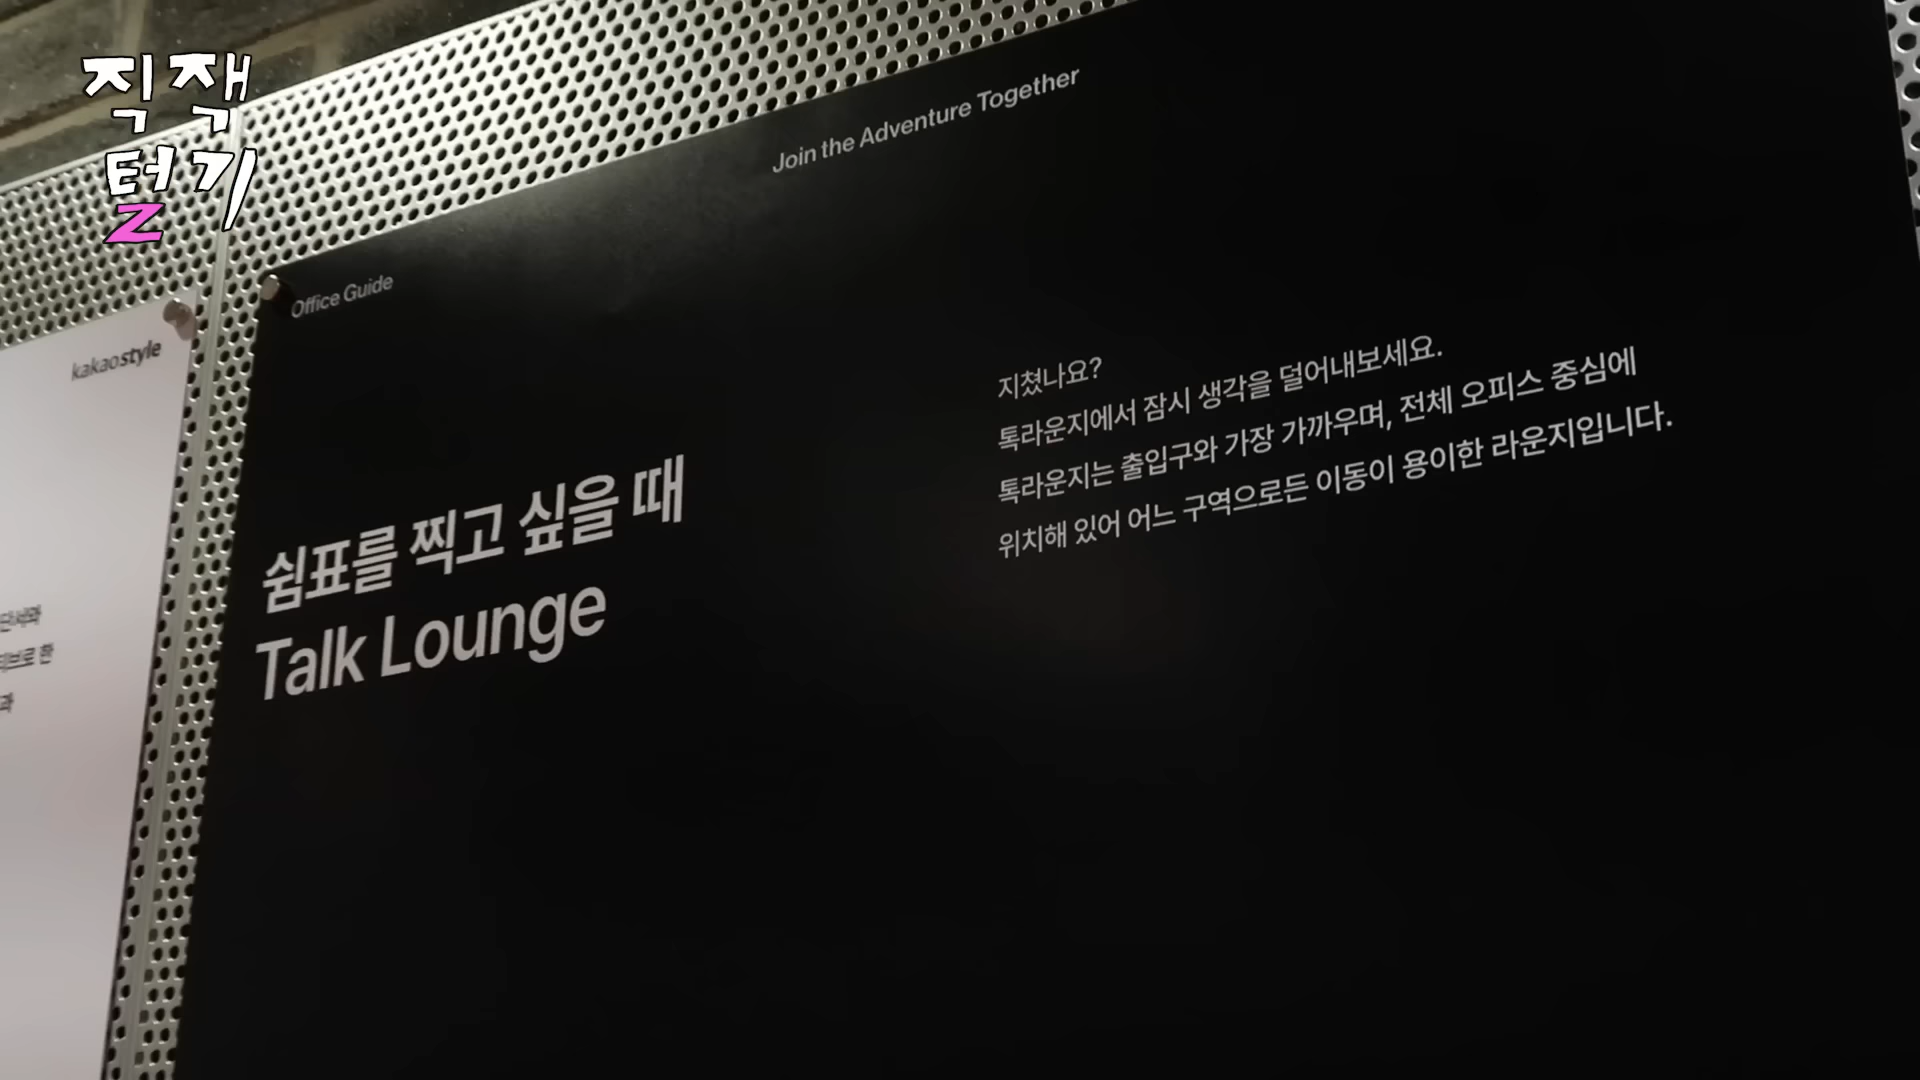 직잭
털기
kakaostyle
단서와
과
Office Guide
Join the Adventure Together
쉼표를 찍고 싶을 때
Talk Lounge
지쳤나요?
톡라운지에서 잠시 생각을 덜어내보세요.
톡라운지는 출입구와 가장 가까우며, 전체 오피스 중심에
위치해 있어 어느 구역으로든 이동이 용이한 라운지입니다.